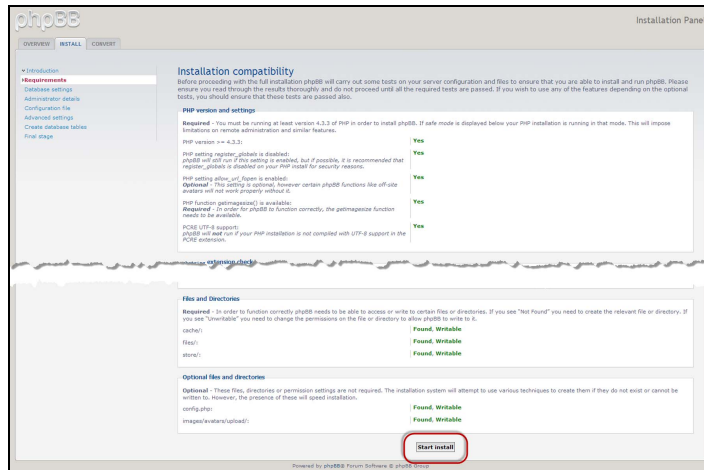 phpBB
Installation Panel
OVERVIEW INSTALL CONVERT
Introduction
Requirements
Database settings
Administrator details
Configuration file
Advanced settings
Create database tables
Final stage
Installation compatibility
Before proceeding with the full installation phpBB will carry out some tests on your server configuration and files to ensure that you are able to install and run phpBB. Please
ensure you read through the results thoroughly and do not proceed until all the required tests are passed. If you wish to use any of the features depending on the optional
tests, you should ensure that these tests are passed also.
PHP version and settings
Required - You must be running at least version 4.3.3 of PHP in order to install phpBB. If safe mode is displayed below your PHP installation is running in that mode. This will impose
limitations on remote administration and similar features.
PHP version >= 4.3.3: Yes
PHP setting register_globals is disabled: Yes
phpBB will still run if this setting is enabled, but if possible, it is recommended that
register_globals is disabled on your PHP install for security reasons.
PHP setting allow_url_fopen is enabled: Yes
Optional - This setting is optional, however certain phpBB functions like off-site
avatars will not work properly without it.
PHP function getimagesize() is available: Yes
Required - In order for phpBB to function correctly, the getimagesize function
needs to be available.
PCRE UTF-8 support: Yes
phpBB will not run if your PHP installation is not compiled with UTF-8 support in the
PCRE extension.
extension check
Files and Directories
Required - In order to function correctly phpBB needs to be able to access or write to certain files or directories. If you see "Not Found" you need to create the relevant file or directory. If
you see "Unwritable" you need to change the permissions on the file or directory to allow phpBB to write to it.
cache/: Found, Writable
files/: Found, Writable
store/: Found, Writable
Optional files and directories
Optional - These files, directories or permission settings are not required. The installation system will attempt to use various techniques to create them if they do not exist or cannot be
written to. However, the presence of these will speed installation.
config.php: Found, Writable
images/avatars/upload/: Found, Writable
Start install
Powered by phpBB® Forum Software © phpBB Group